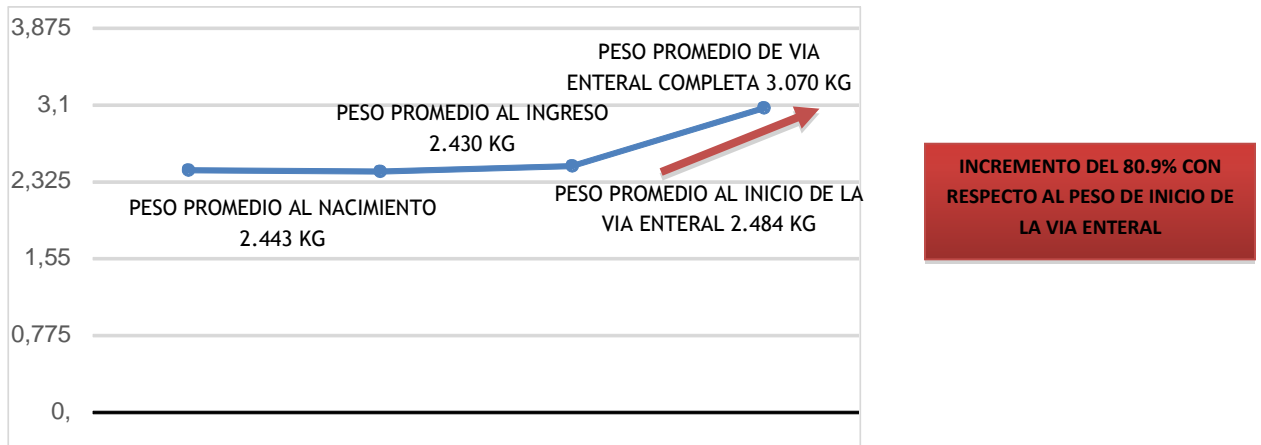 3,875
3,1
2,325
1,55
0,775
0,
PESO PROMEDIO AL NACIMIENTO
2.443 KG
PESO PROMEDIO AL INGRESO
2.430 KG
PESO PROMEDIO AL INICIO DE LA
VIA ENTERAL 2.484 KG
PESO PROMEDIO DE VIA
ENTERAL COMPLETA 3.070 KG
INCREMENTO DEL 80.9% CON
RESPECTO AL PESO DE INICIO DE
LA VIA ENTERAL